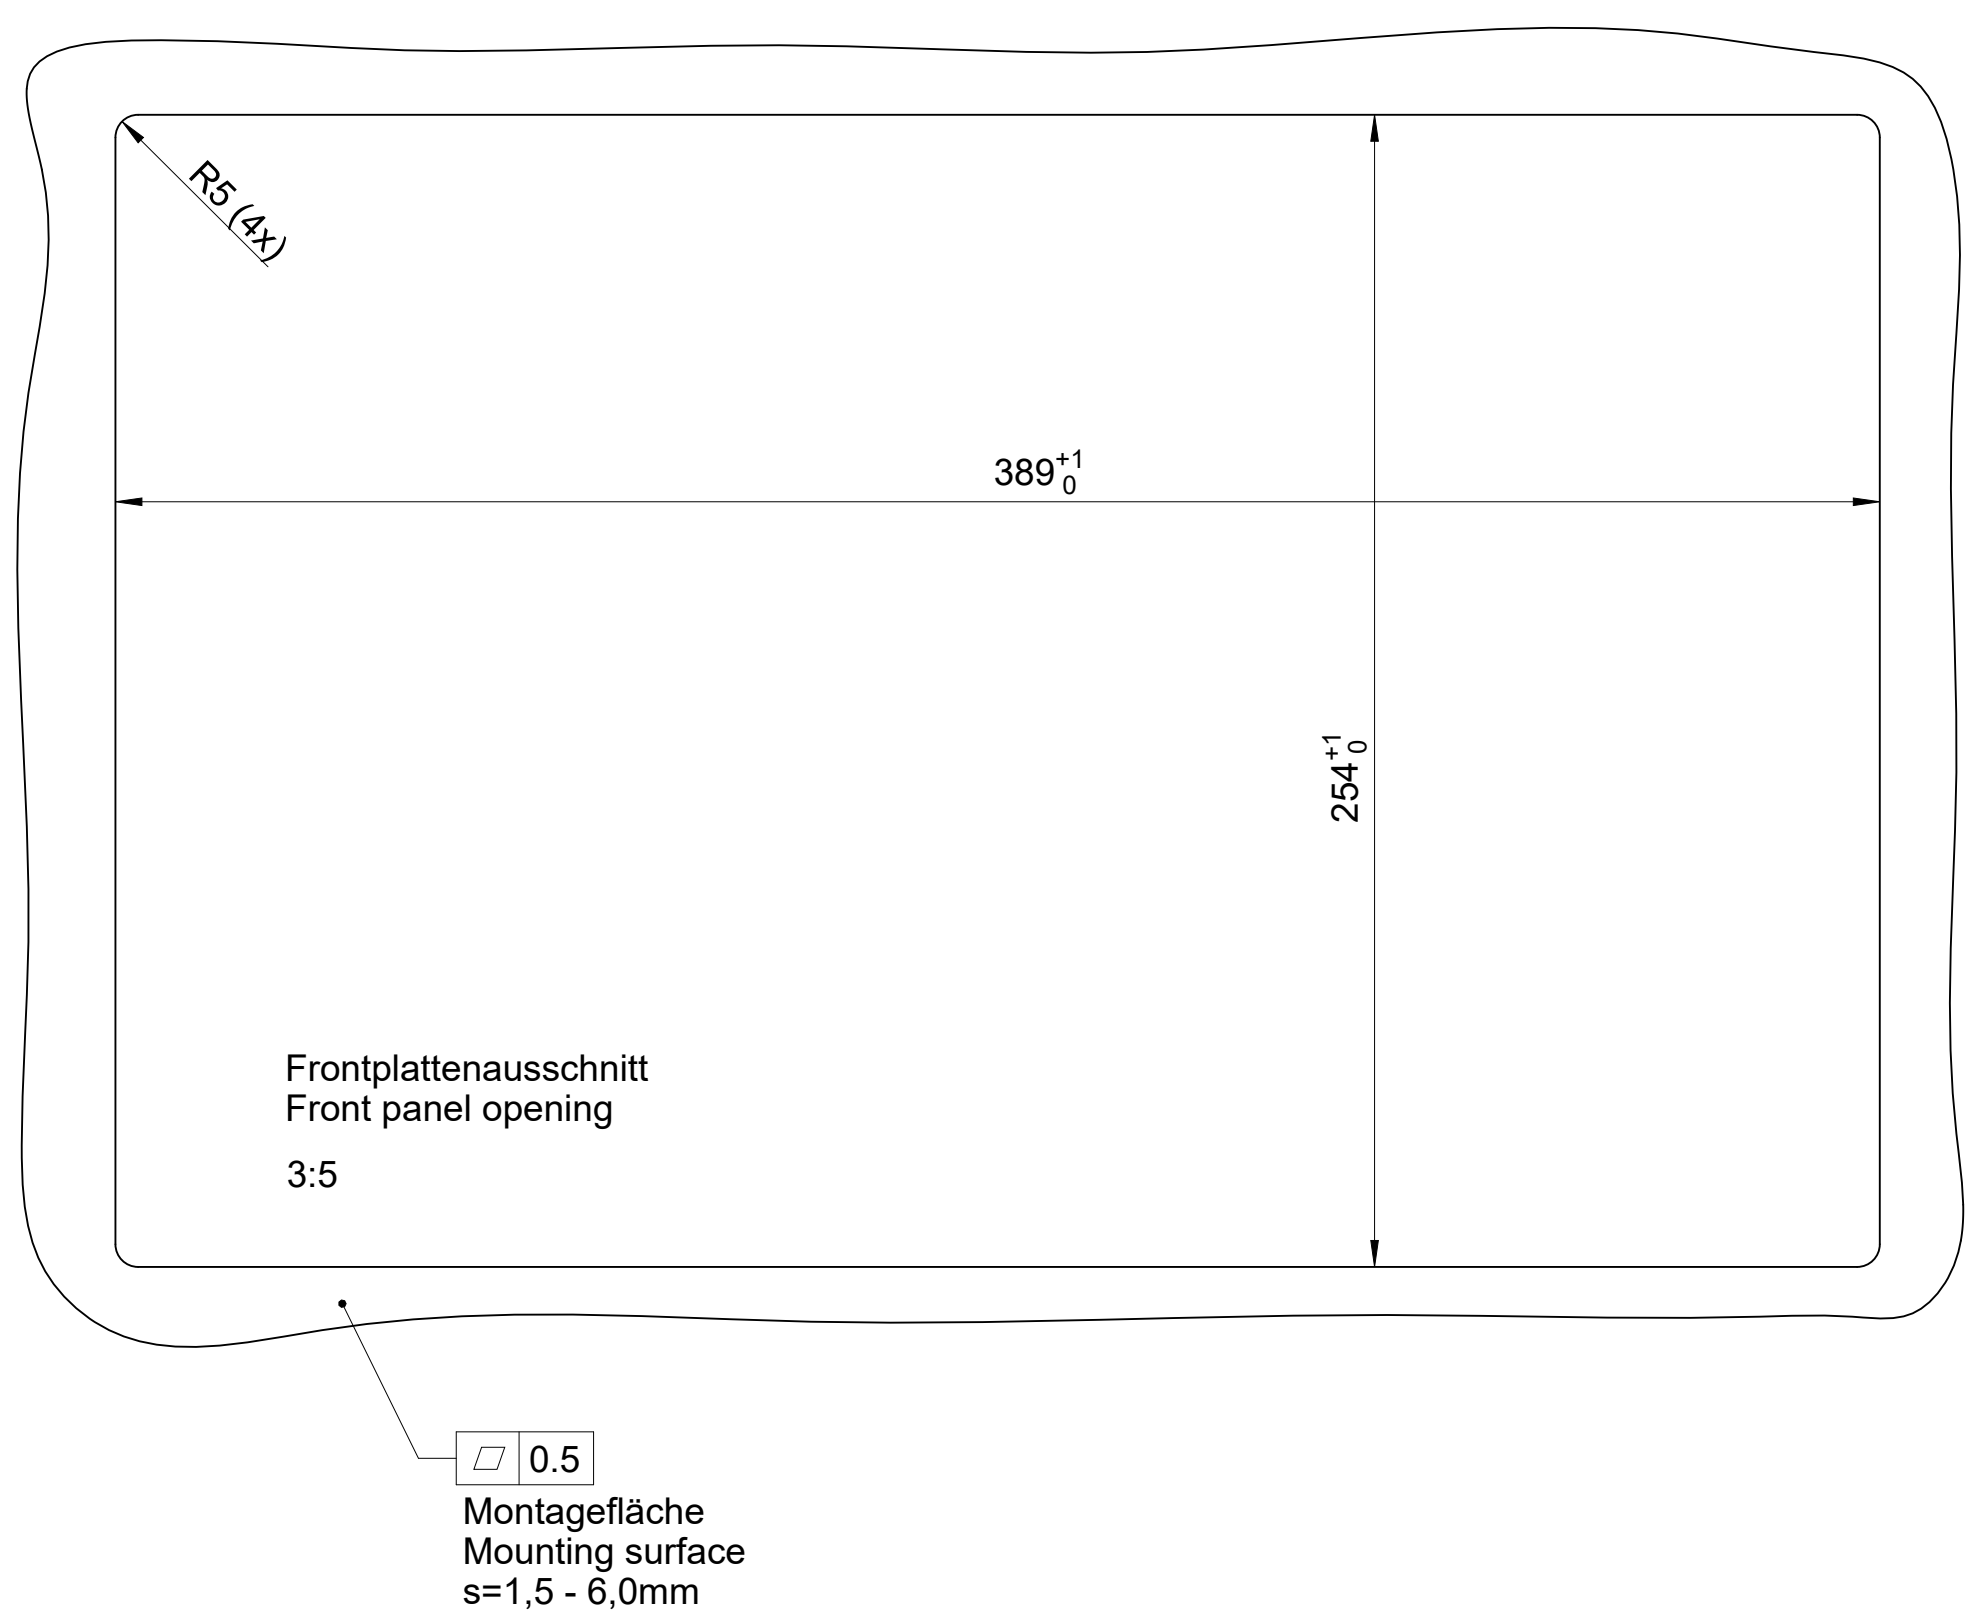 R5 (4x)
389 +1 0
254 +1 0
Frontplattenausschnitt
Front panel opening
3:5
0.5
Montagefläche
Mounting surface
s=1,5 - 6,0mm